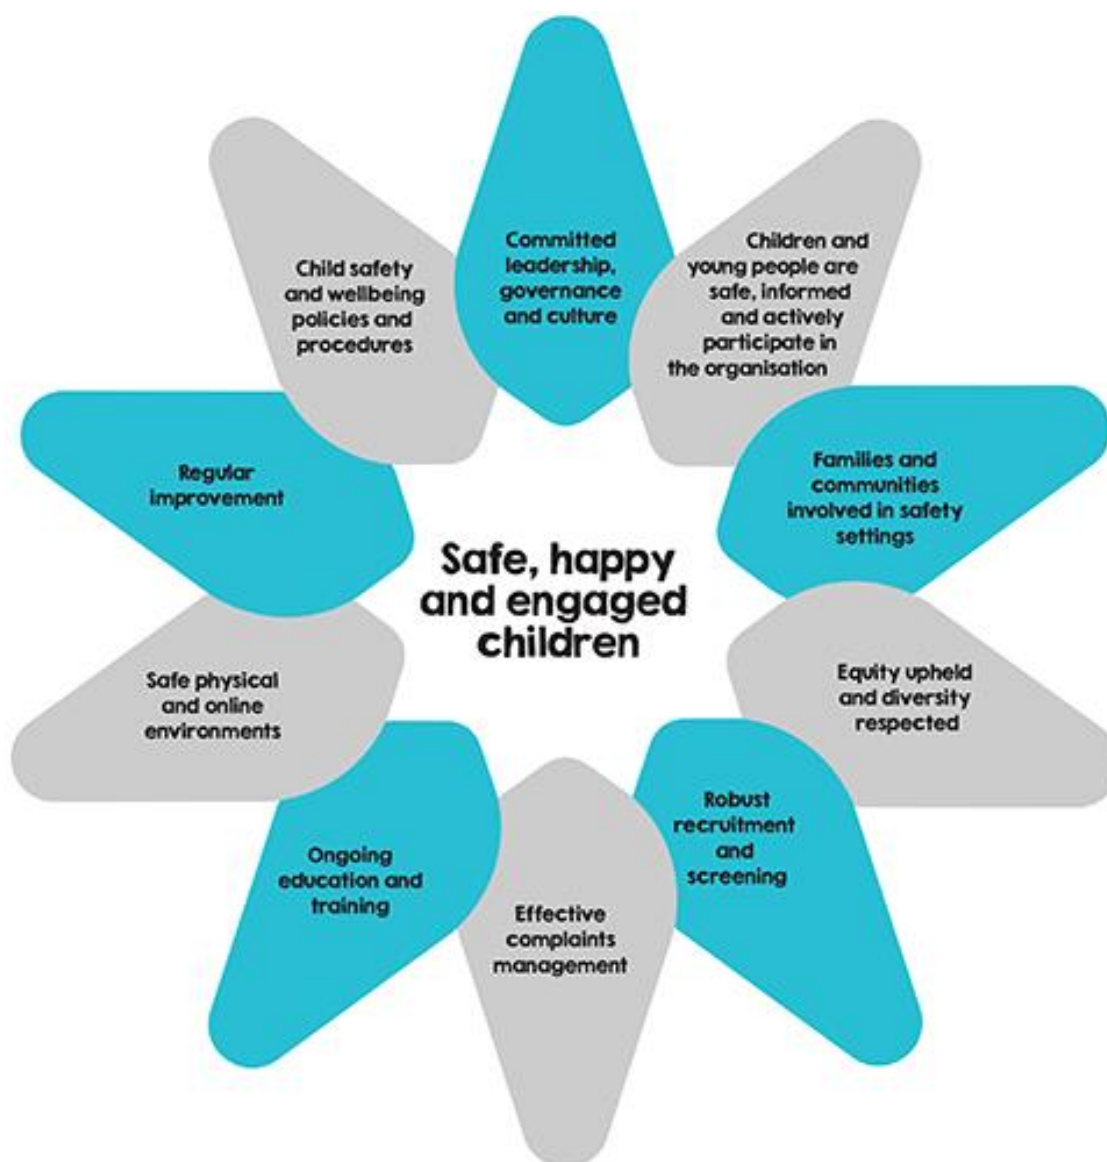 Committed
leadership,
governance
and culture
Children and
young people are
safe, informed
and actively
participate in
the organisation
Families and
communities
involved in safety
settings
Equity upheld
and diversity
respected
Robust
recruitment
and
screening
Effective
complaints
management
Ongoing
education and
training
Safe physical
and online
environments
Regular
improvement
Child safety
and wellbeing
policies and
procedures
Safe, happy
and engaged
children